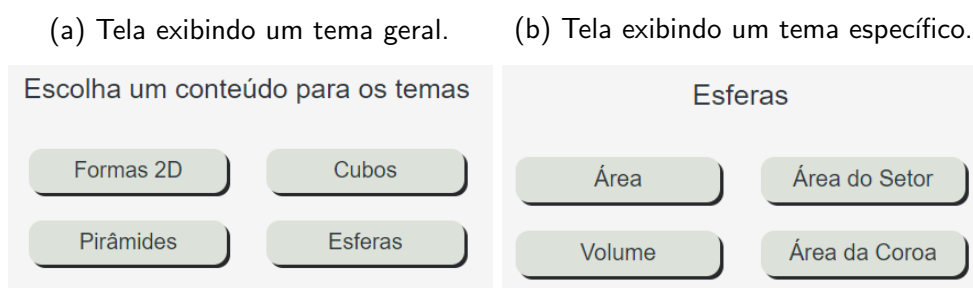 (a) Tela exibindo um tema geral.
Escolha um conteúdo para os temas
Formas 2D
Cubos
Pirâmides
Esferas
(b) Tela exibindo um tema específico.
Esferas
Área
Área do Setor
Volume
Área da Coroa